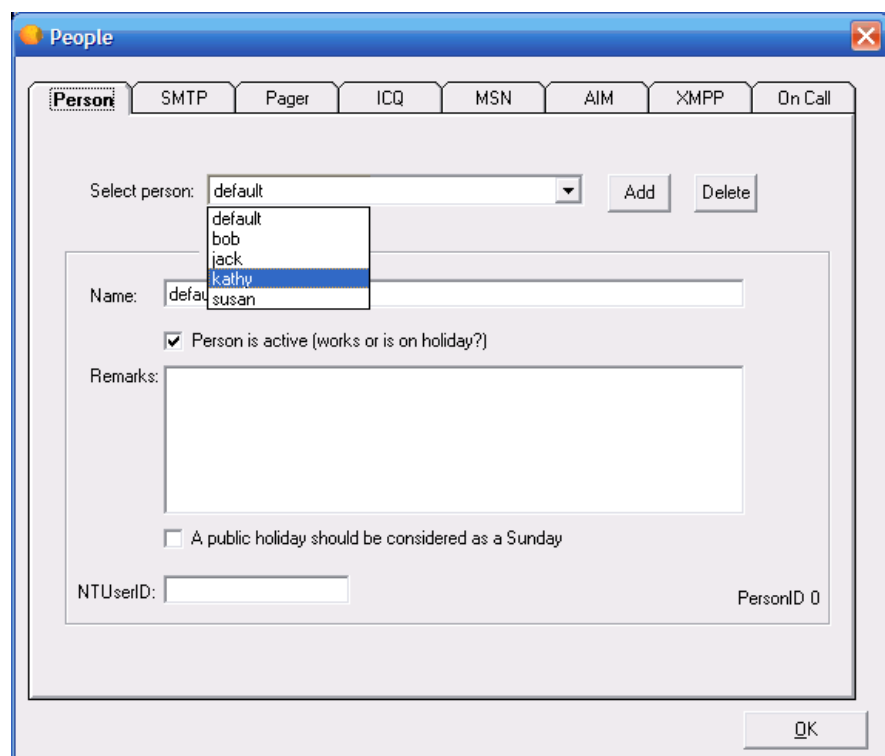 People
Person SMTP Pager ICQ MSN AIM XMPP On Call
Select person: default Add Delete
default
bob
jack
kathy
susan
Name: defau
Person is active (works or is on holiday?)
Remarks:
A public holiday should be considered as a Sunday
NTUserID:
PersonID 0
OK